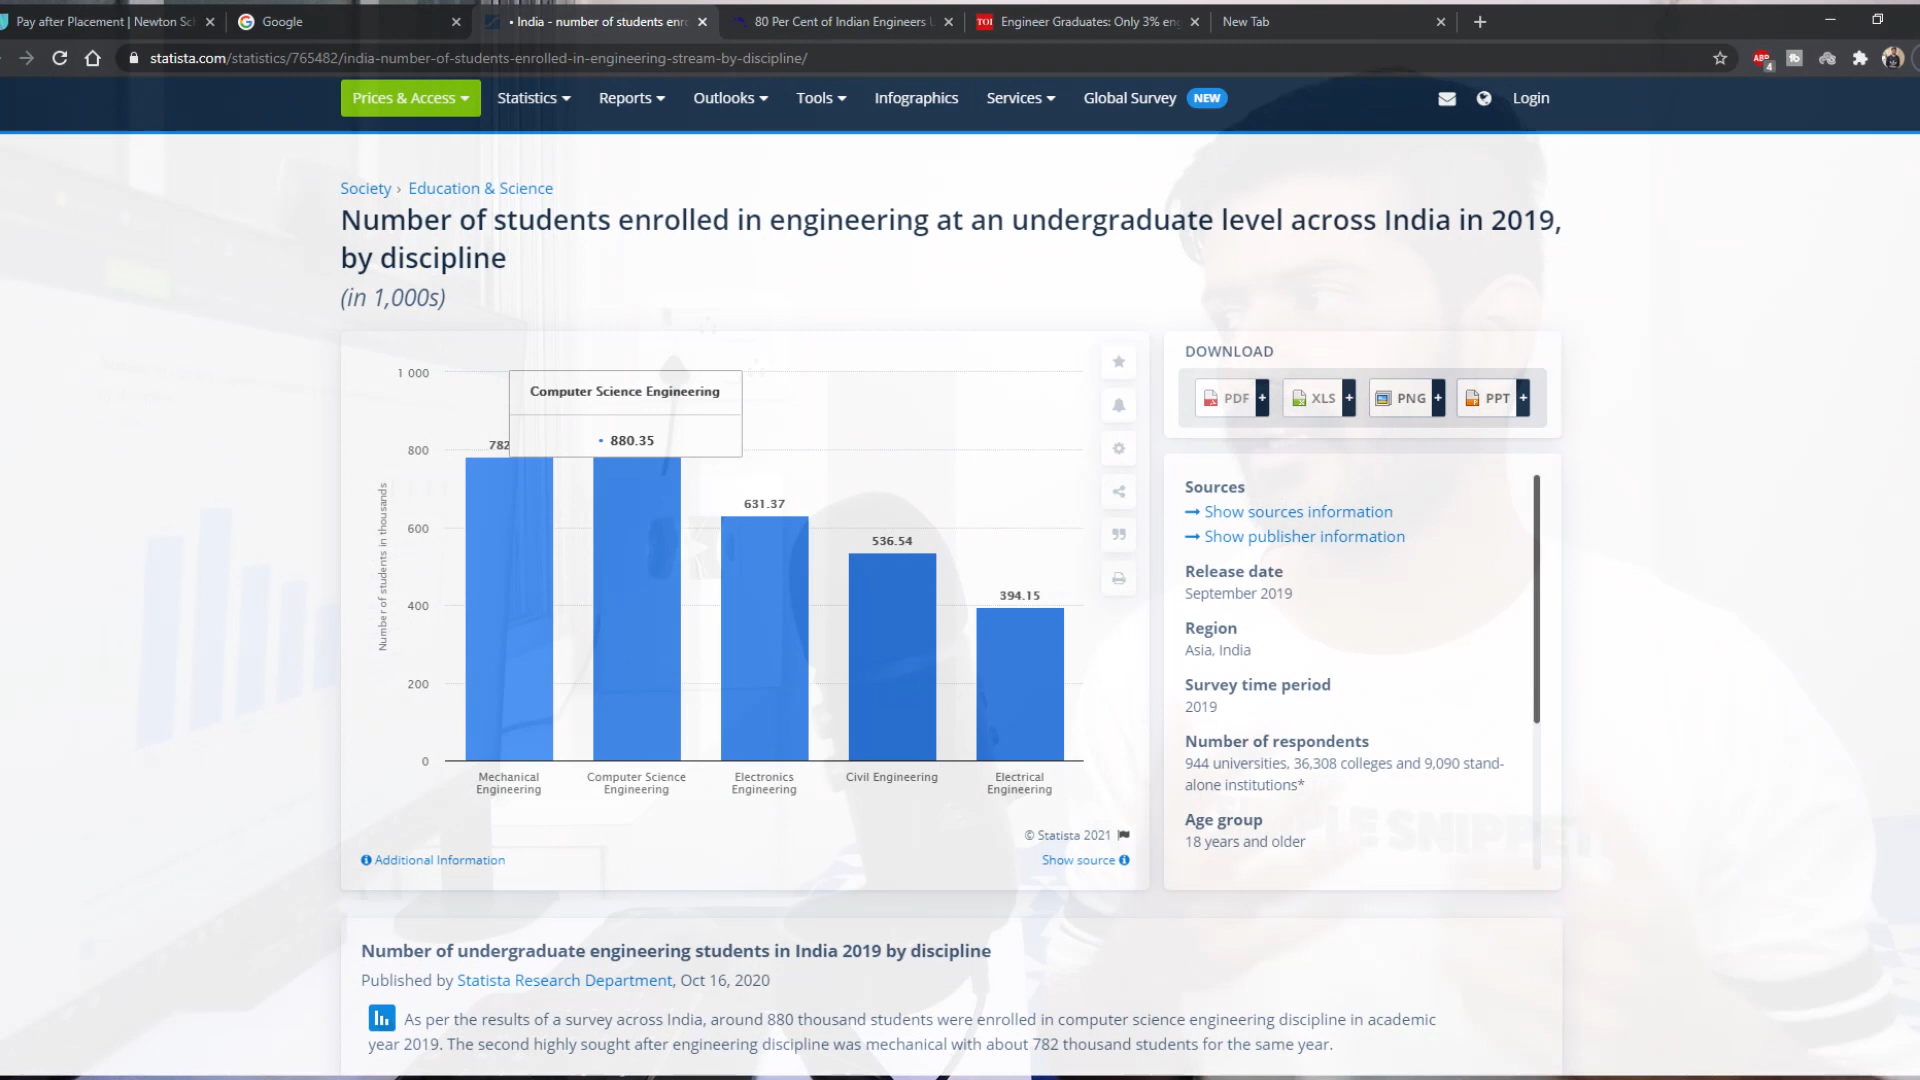 Pay after Placement | Newton Sc
Google
• India - number of students enro
80 Per Cent of Indian Engineers U
TOI Engineer Graduates: Only 3% eng
New Tab
statista.com/statistics/765482/india-number-of-students-enrolled-in-engineering-stream-by-discipline/
ABP 4
Prices & Access Statistics Reports Outlooks Tools Infographics Services Global Survey NEW Login
Society › Education & Science
Number of students enrolled in engineering at an undergraduate level across India in 2019,
by discipline
(in 1,000s)
1 000
800
600
400
200
0
Number of students in thousands
Computer Science Engineering
• 880.35
782
631.37
536.54
394.15
Mechanical
Engineering
Computer Science
Engineering
Electronics
Engineering
Civil Engineering
Electrical
Engineering
© Statista 2021
Additional Information
Show source
DOWNLOAD
PDF + XLS + PNG + PPT +
Sources
→ Show sources information
→ Show publisher information
Release date
September 2019
Region
Asia, India
Survey time period
2019
Number of respondents
944 universities, 36,308 colleges and 9,090 stand-
alone institutions*
Age group
18 years and older
SNIPPET
Number of undergraduate engineering students in India 2019 by discipline
Published by Statista Research Department, Oct 16, 2020
As per the results of a survey across India, around 880 thousand students were enrolled in computer science engineering discipline in academic
year 2019. The second highly sought after engineering discipline was mechanical with about 782 thousand students for the same year.